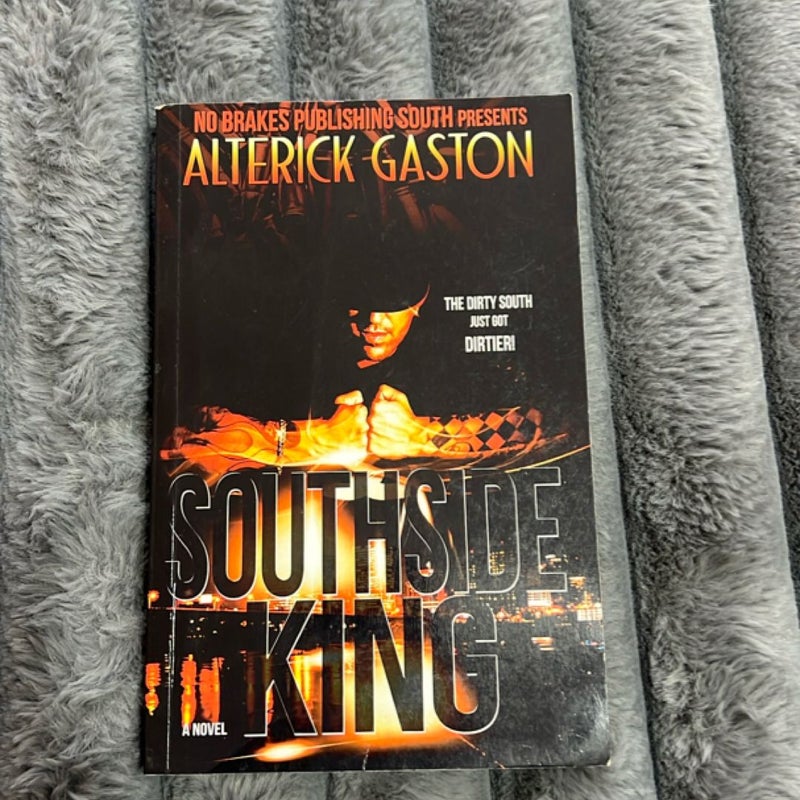 NO BRAKES PUBLISHING SOUTH PRESENTS
ALTERICK GASTON
THE DIRTY SOUTH
JUST GOT
DIRTIER!
SOUTHSIDE
KING
A NOVEL